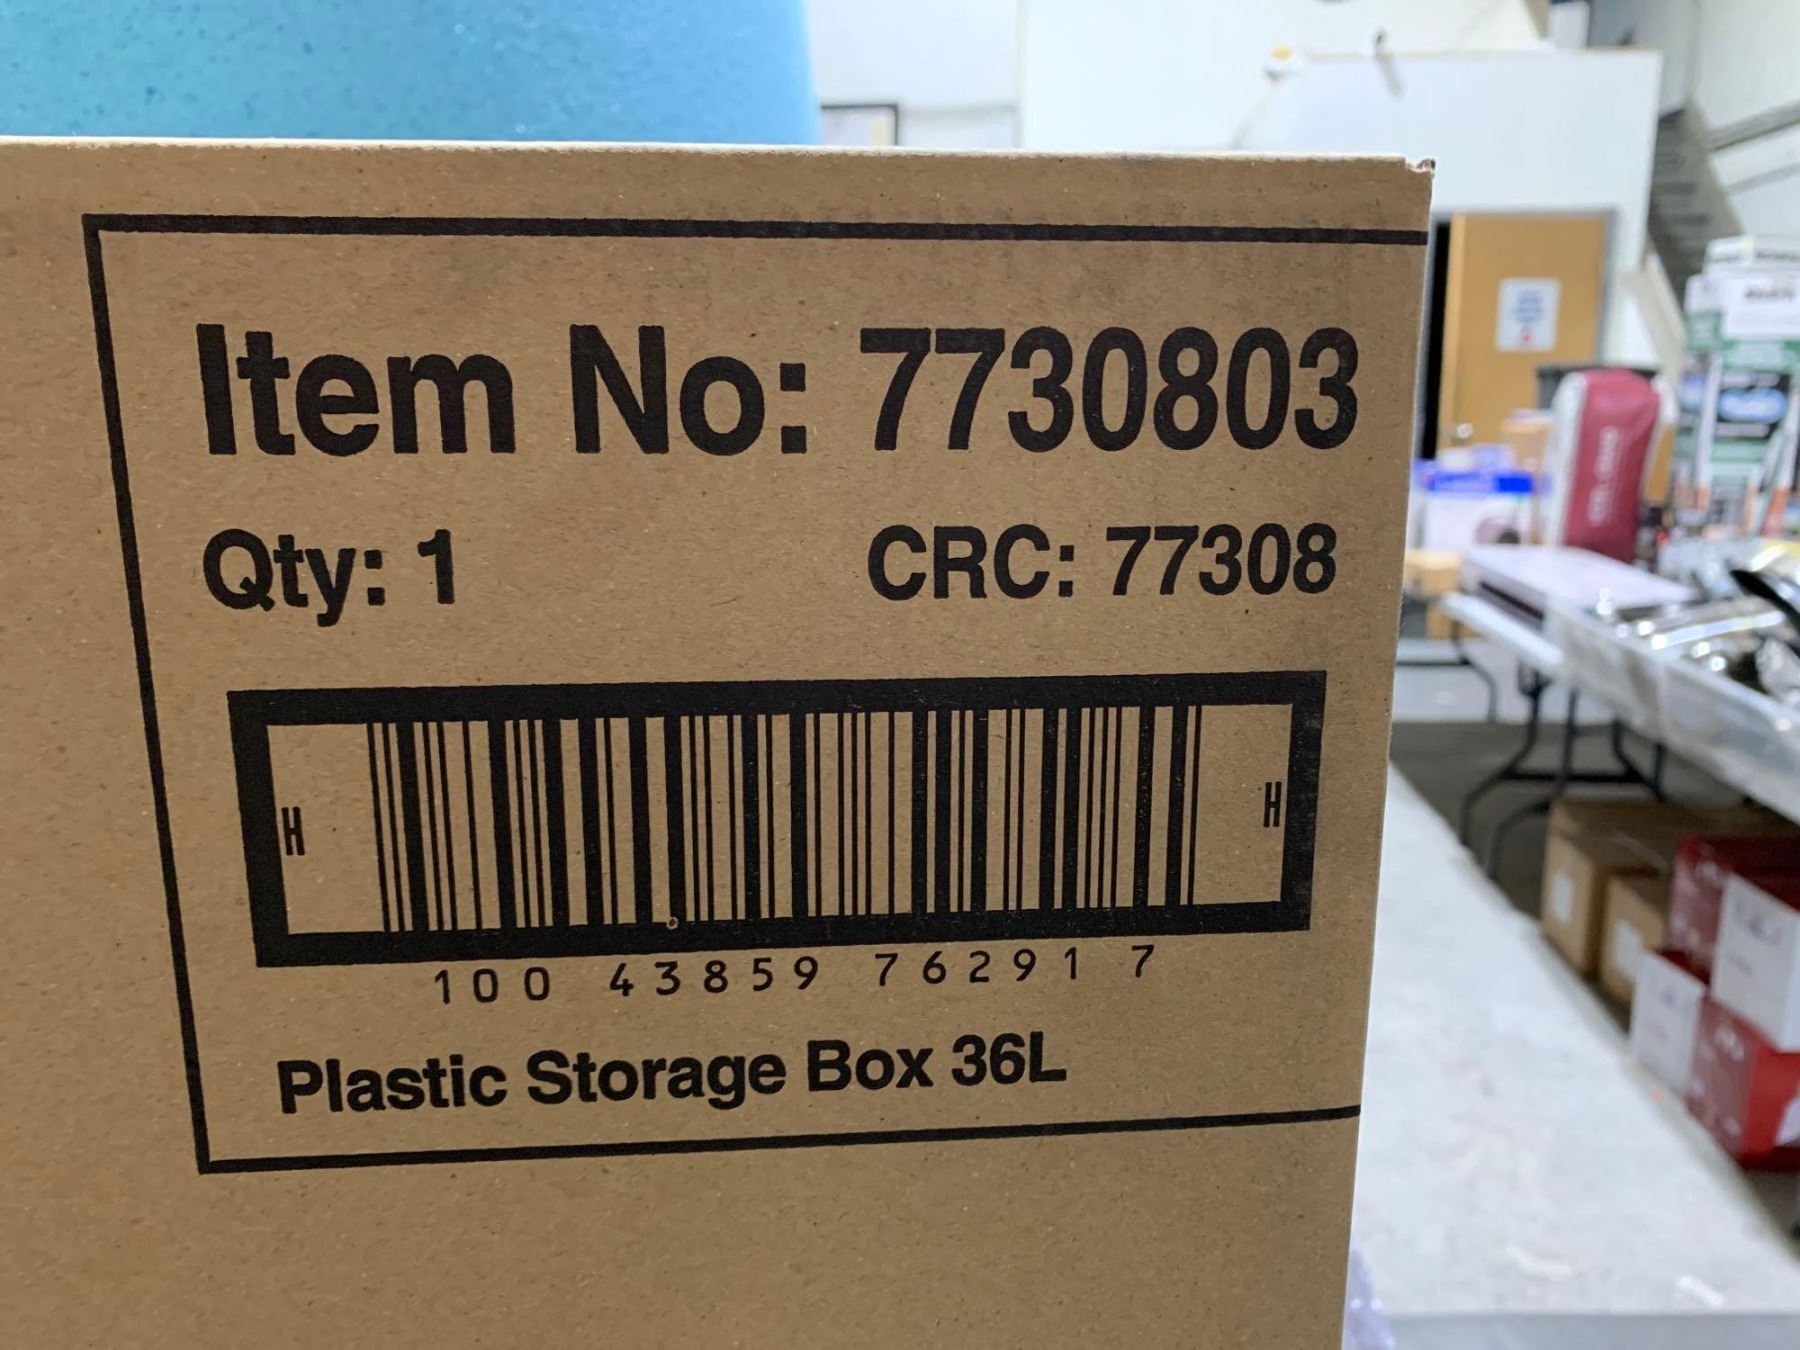 Item No: 7730803
Qty: 1 CRC: 77308
H H
100 43859 76291 7
Plastic Storage Box 36L